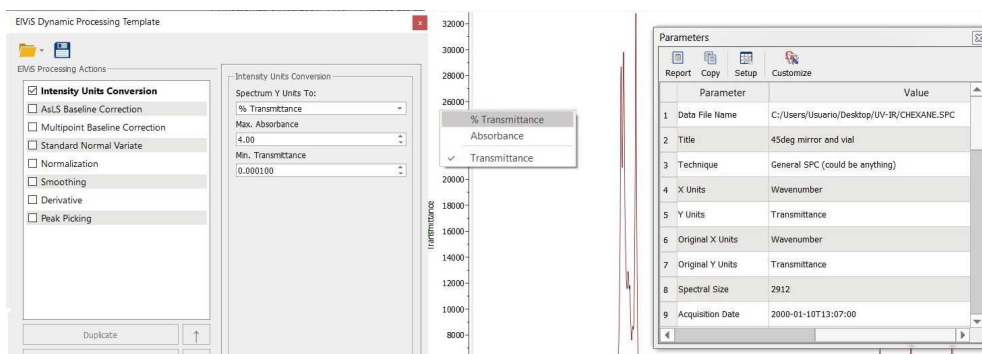 ElViS Dynamic Processing Template
ElViS Processing Actions
Intensity Units Conversion
AsLS Baseline Correction
Multipoint Baseline Correction
Standard Normal Variate
Normalization
Smoothing
Derivative
Peak Picking
Duplicate
Intensity Units Conversion
Spectrum Y Units To:
% Transmittance
Max. Absorbance
4.00
Min. Transmittance
0.000100
32000
30000
28000
26000
20000
18000
16000
14000
12000
10000
8000
Transmittance
% Transmittance
Absorbance
Transmittance
Parameters
Report Copy Setup Customize
Parameter Value
1 Data File Name C:/Users/Usuario/Desktop/UV-IR/CHEXANE.SPC
2 Title 45deg mirror and vial
3 Technique General SPC (could be anything)
4 X Units Wavenumber
5 Y Units Transmittance
6 Original X Units Wavenumber
7 Original Y Units Transmittance
8 Spectral Size 2912
9 Acquisition Date 2000-01-10T13:07:00